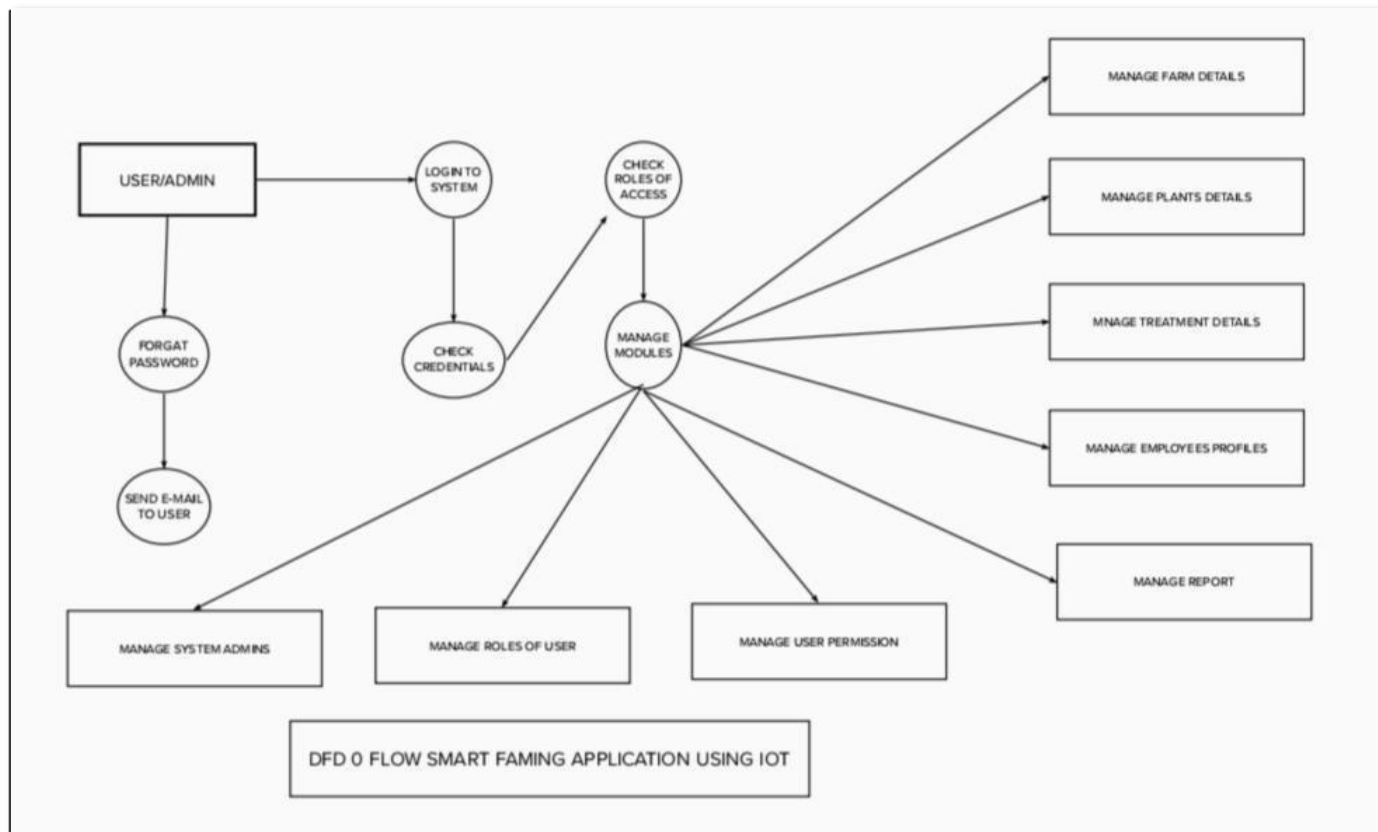 MANAGE FARM DETAILS
USER/ADMIN
LOGIN TO
SYSTEM
CHECK
ROLES OF
ACCESS
MANAGE PLANTS DETAILS
FORGAT
PASSWORD
CHECK
CREDENTIALS
MANAGE
MODULES
MNAGE TREATMENT DETAILS
MANAGE EMPLOYEES PROFILES
SEND E-MAIL
TO USER
MANAGE REPORT
MANAGE SYSTEM ADMINS
MANAGE ROLES OF USER
MANAGE USER PERMISSION
DFD 0 FLOW SMART FAMING APPLICATION USING IOT